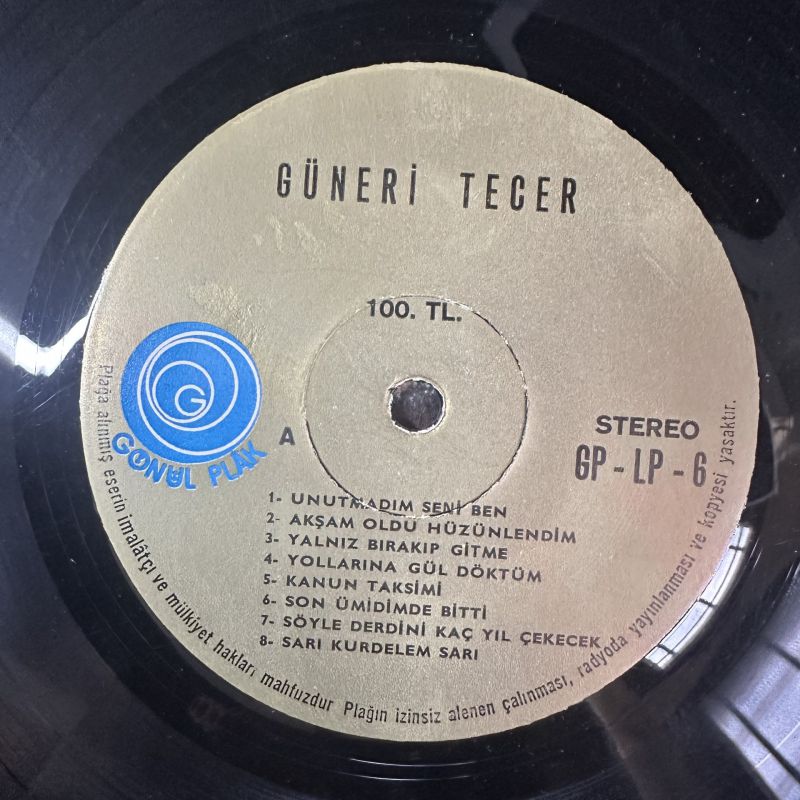 GÜNERİ TECER
100. TL.
G
GÖNÜL PLÂK
A
STEREO
GP - LP - 6
1- UNUTMADIM SENİ BEN
2- AKŞAM OLDU HÜZÜNLENDİM
3- YALNIZ BIRAKIP GİTME
4- YOLLARINA GÜL DÖKTÜM
5- KANUN TAKSİMİ
6- SON ÜMİDİMDE BİTTİ
7- SÖYLE DERDİNİ KAÇ YIL ÇEKECEK
8- SARI KURDELEM SARI
Plağa alınmış eserin imalâtçı ve mülkiyet hakları mahfuzdur Plağın izinsiz alenen çalınması, radyoda yayınlanması ve kopyesi yasaktır.